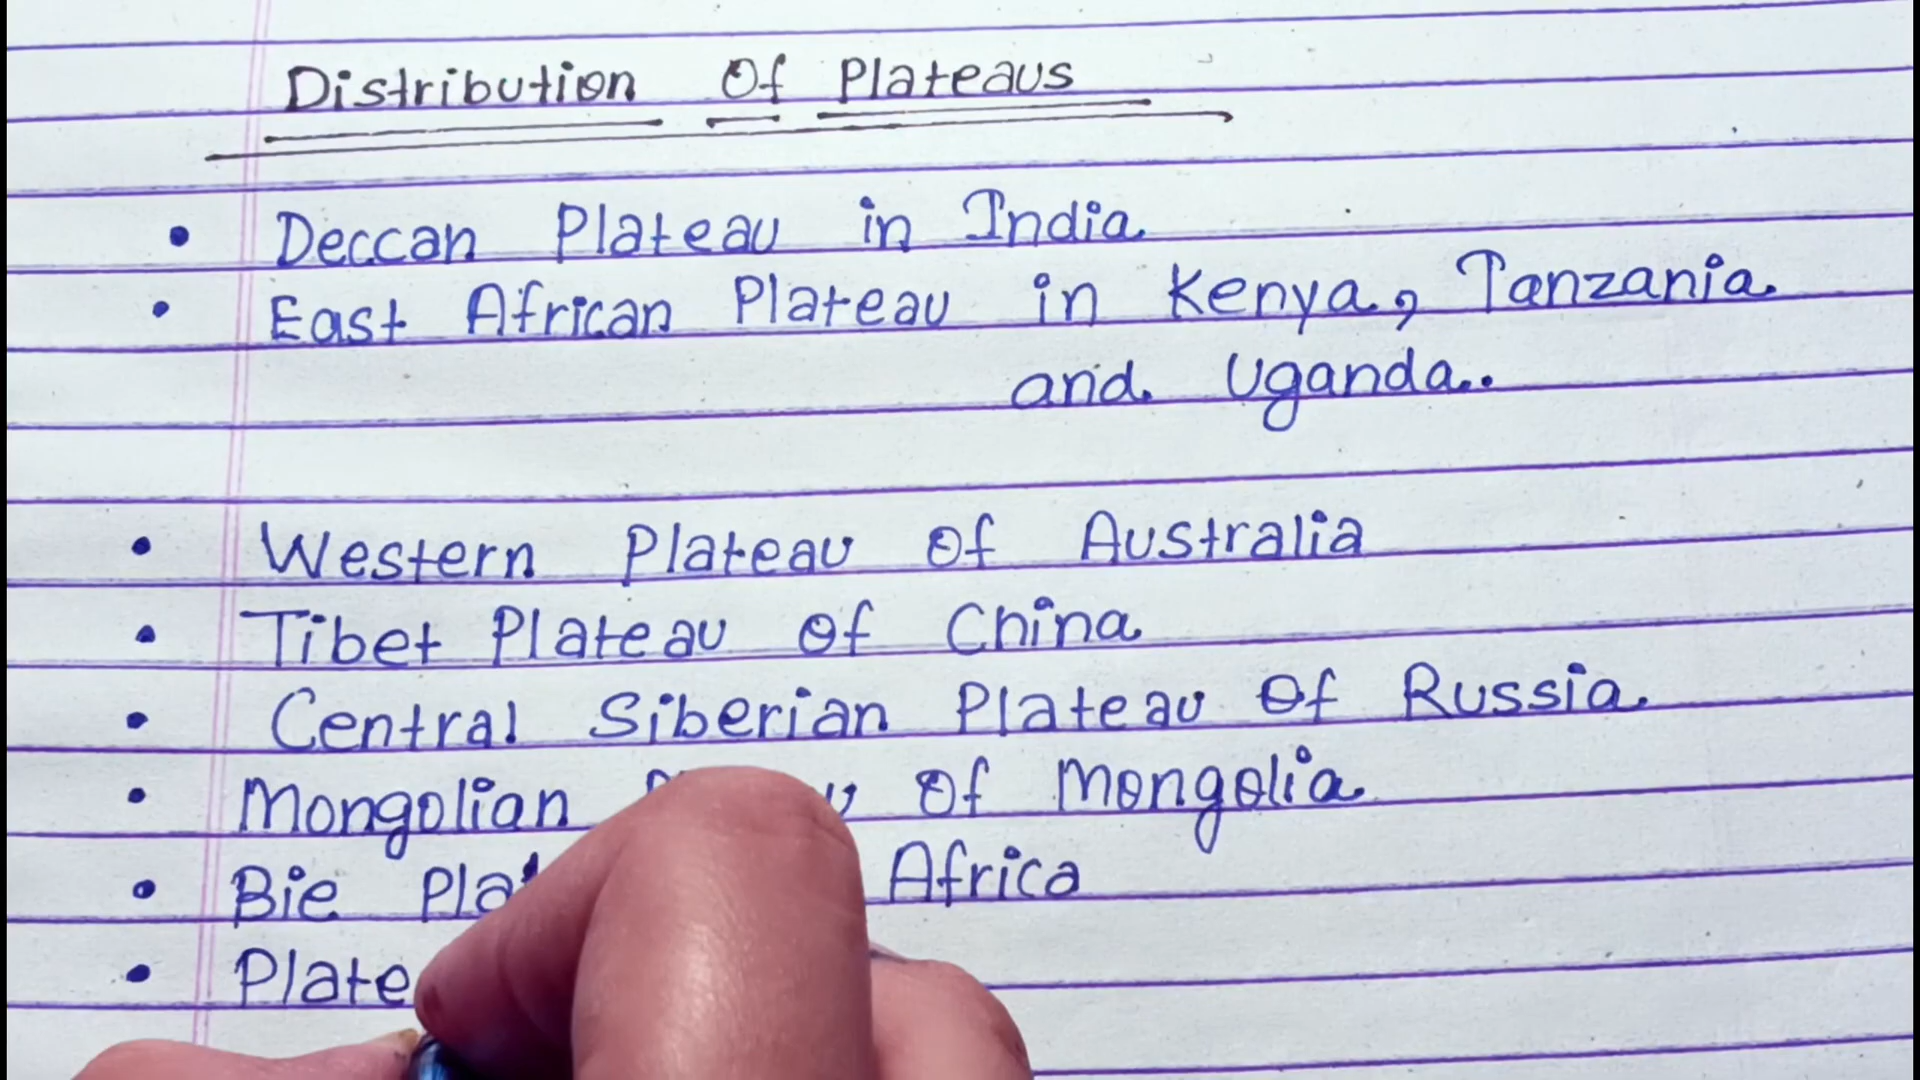 Distribution Of Plateaus
• Deccan Plateau in India
• East African Plateau in Kenya, Tanzania
and Uganda..
• Western Plateau Of Australia
• Tibet Plateau of China
• Central Siberian Plateau Of Russia.
• Mongolian Of Mongolia
• Bie Africa
•